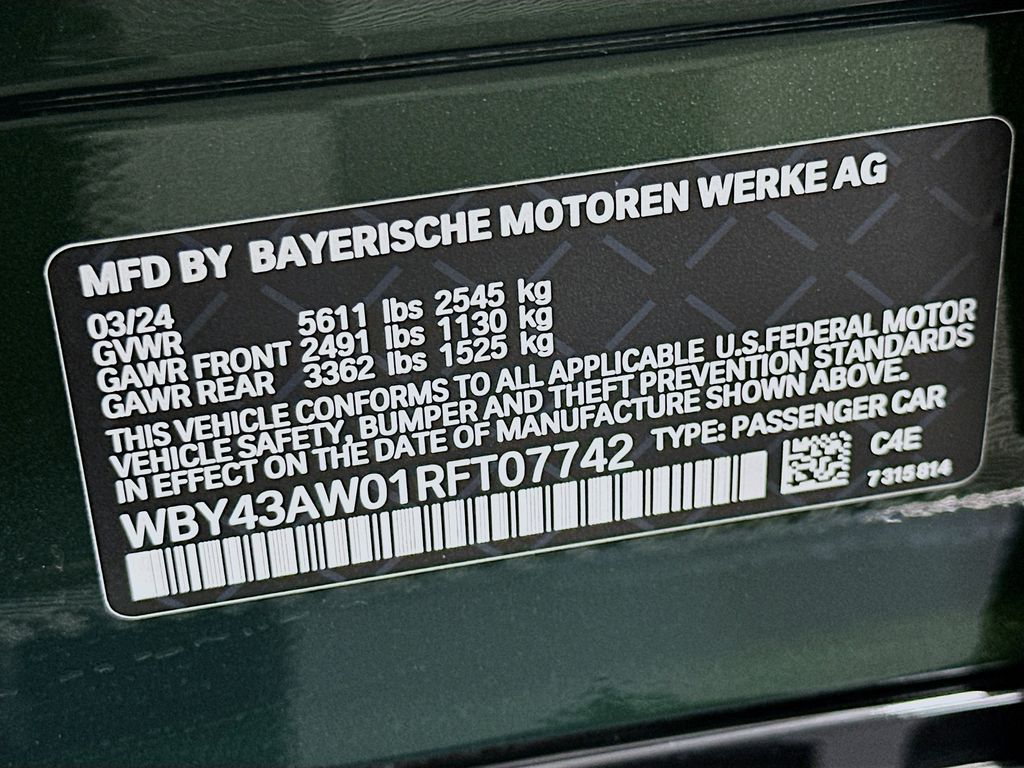 MFD BY BAYERISCHE MOTOREN WERKE AG
03/24
GVWR 5611 lbs 2545 kg
GAWR FRONT 2491 lbs 1130 kg
GAWR REAR 3362 lbs 1525 kg
THIS VEHICLE CONFORMS TO ALL APPLICABLE U.S.FEDERAL MOTOR
VEHICLE SAFETY, BUMPER AND THEFT PREVENTION STANDARDS
IN EFFECT ON THE DATE OF MANUFACTURE SHOWN ABOVE.
WBY43AW01RFT07742 TYPE: PASSENGER CAR
C4E
7315814